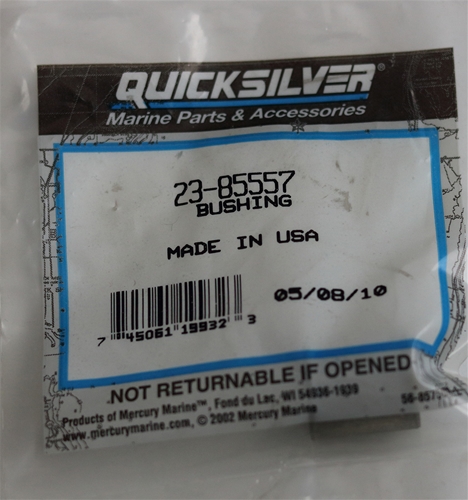 QUICKSILVER®
Marine Parts & Accessories
23-85557
BUSHING
MADE IN USA
05/08/10
7 45061 19932 3
NOT RETURNABLE IF OPENED
Products of Mercury Marine™, Fond du Lac, WI 54936-1939
www.mercurymarine.com © 2002 Mercury Marine